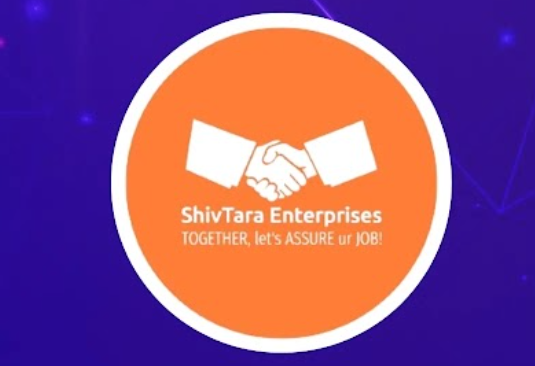 ShivTara Enterprises
TOGETHER, let's ASSURE ur JOB!